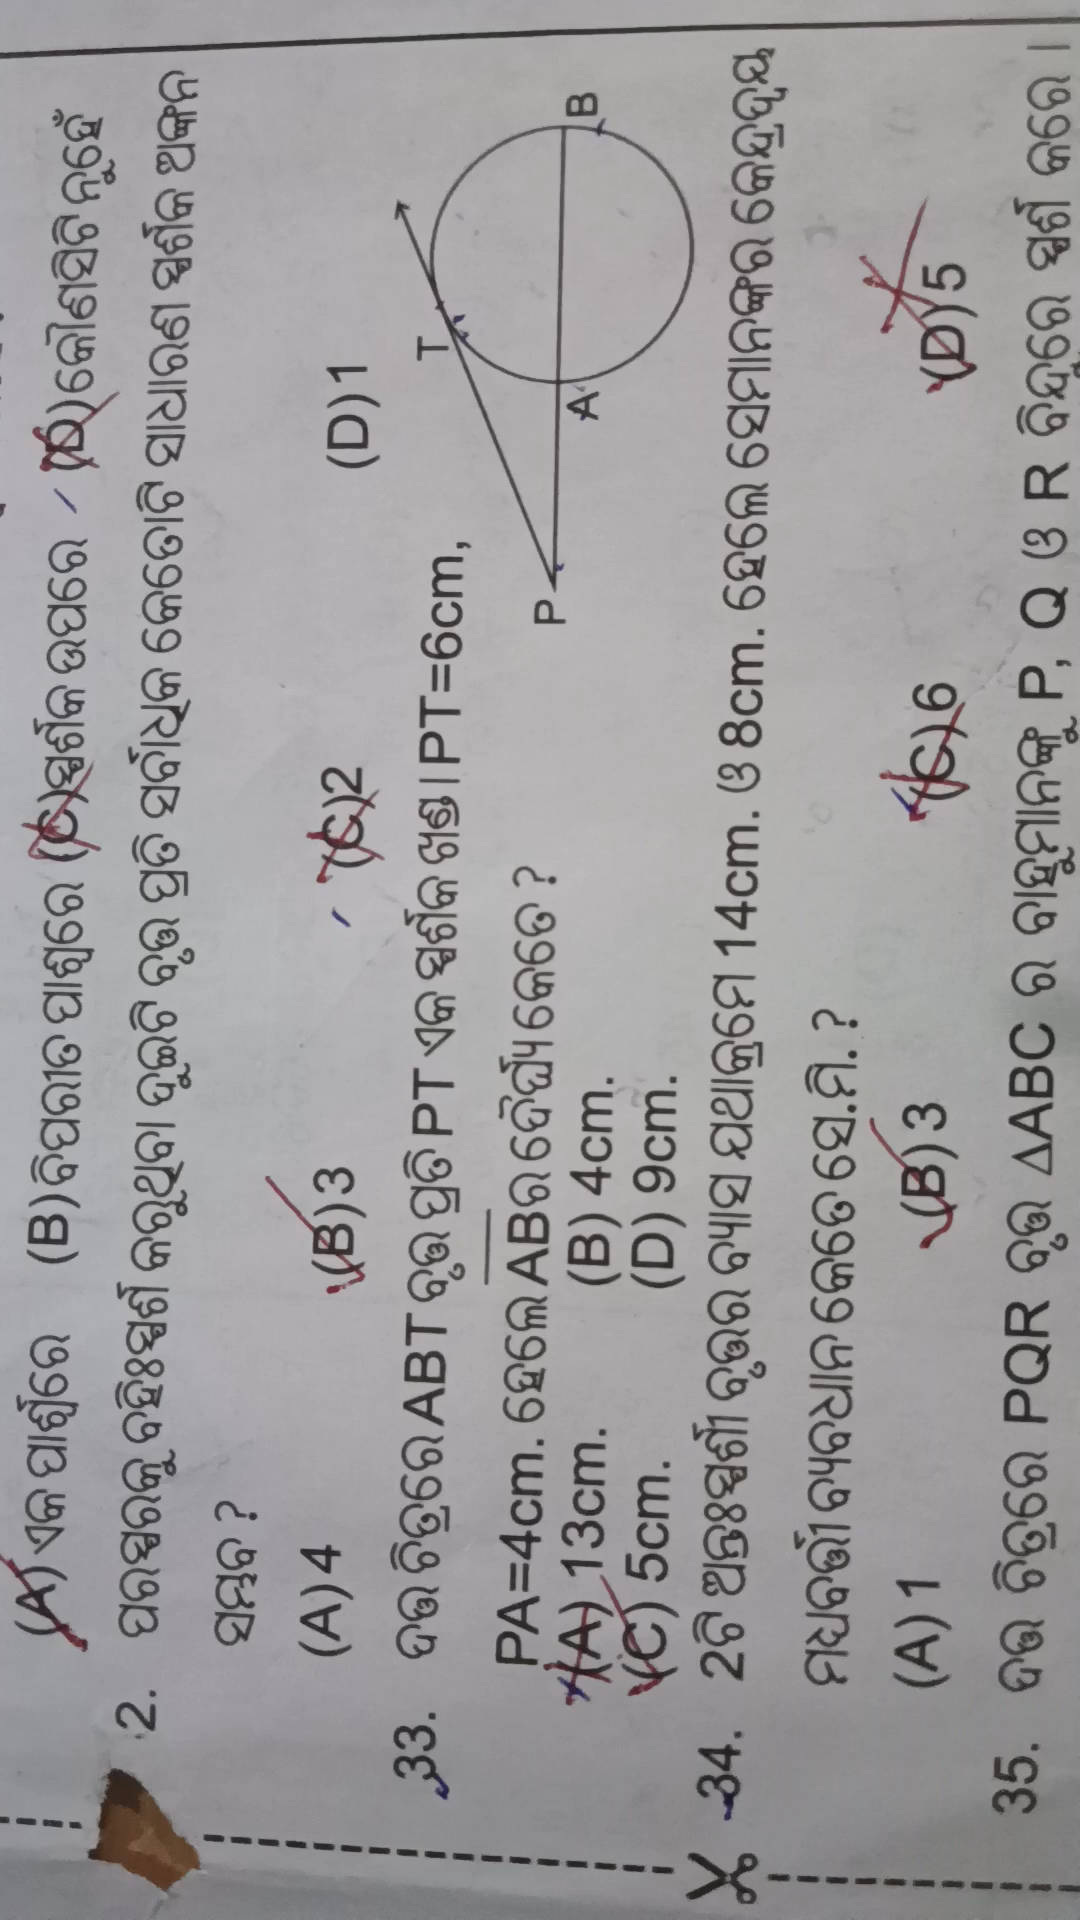 (A) ଏକ ପାର୍ଶ୍ୱରେ (B) ବିପରୀତ ପାଶ୍ୱରେ (C) ସ୍ପର୍ଶକ ଉପରେ (D) କୌଣସିଟି ନୁହେଁ
2. ପରସ୍ପରକୁ ବହିଃସ୍ପର୍ଶ କରୁଥିବା ଦୁଇଟି ବୃତ୍ତ ପ୍ରତି ସର୍ବାଧିକ କେତୋଟି ସାଧାରଣ ସ୍ପର୍ଶକ ଅଙ୍କନ
ସମ୍ଭବ ?
(A) 4 (B) 3 (C) 2 (D) 1
33. ଦତ୍ତ ଚିତ୍ରରେ ABT ବୃତ୍ତ ପ୍ରତି PT ଏକ ସ୍ପର୍ଶକ ଖଣ୍ଡ । PT=6cm,
PA=4cm. ହେଲେ AB ର ଦୈର୍ଘ୍ୟ କେତେ ?
(A) 13cm. (B) 4cm.
(C) 5cm. (D) 9cm.
T
P
A
B
34. 2ଟି ଅନ୍ତଃସ୍ପର୍ଶୀ ବୃତ୍ତର ବ୍ୟାସ ଯଥାକ୍ରମେ 14cm. ଓ 8cm. ହେଲେ ସେମାନଙ୍କର କେନ୍ଦ୍ରଦ୍ୱୟ
ମଧ୍ୟବର୍ତ୍ତୀ ବ୍ୟବଧାନ କେତେ ସେ.ମି. ?
(A) 1 (B) 3 (C) 6 (D) 5
35. ଦତ୍ତ ଚିତ୍ରରେ PQR ବୃତ୍ତ ΔABC ର ବାହୁମାନଙ୍କୁ P, Q ଓ R ବିନ୍ଦୁରେ ସ୍ପର୍ଶ କରେ ।